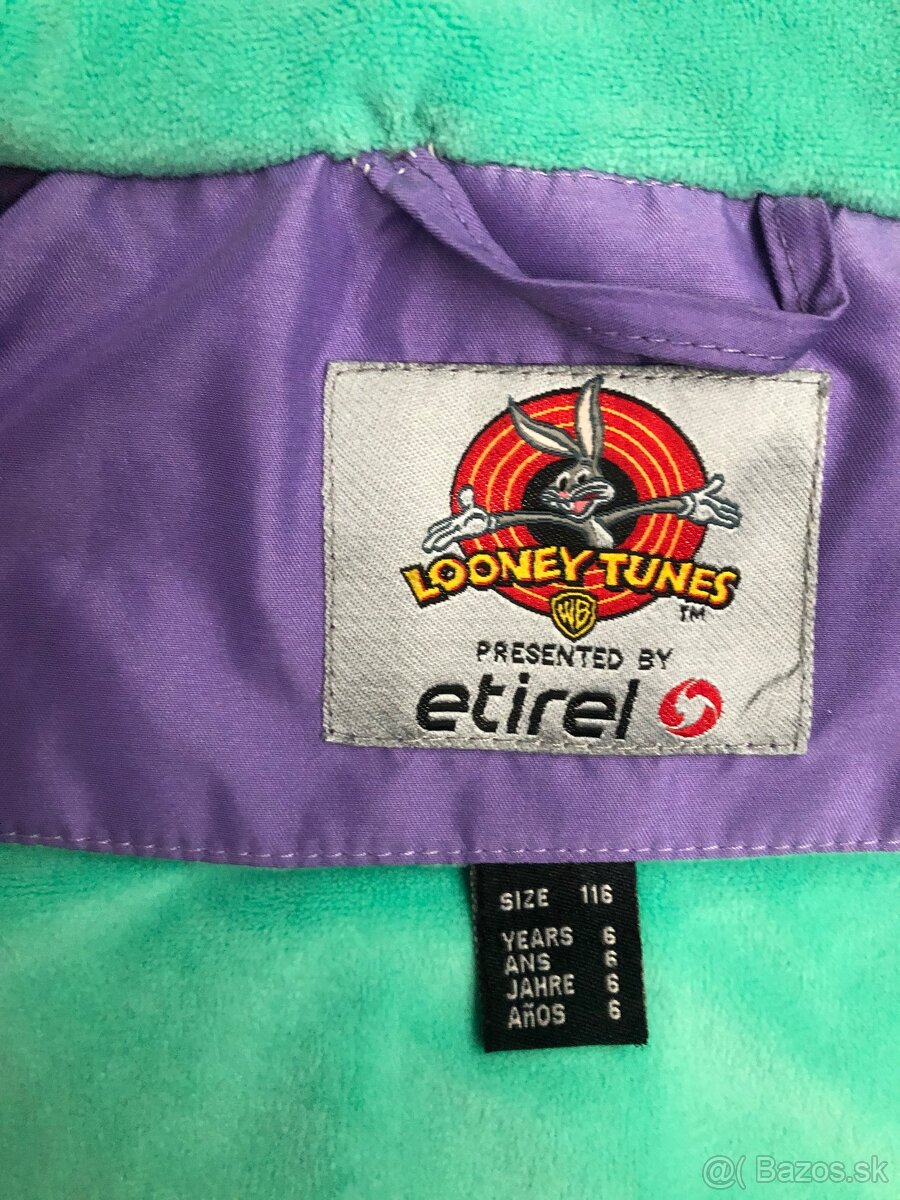 LOONEY TUNES
WB
TM
PRESENTED BY
etirel
SIZE 116
YEARS 6
ANS 6
JAHRE 6
AñOS 6
@( Bazos.sk